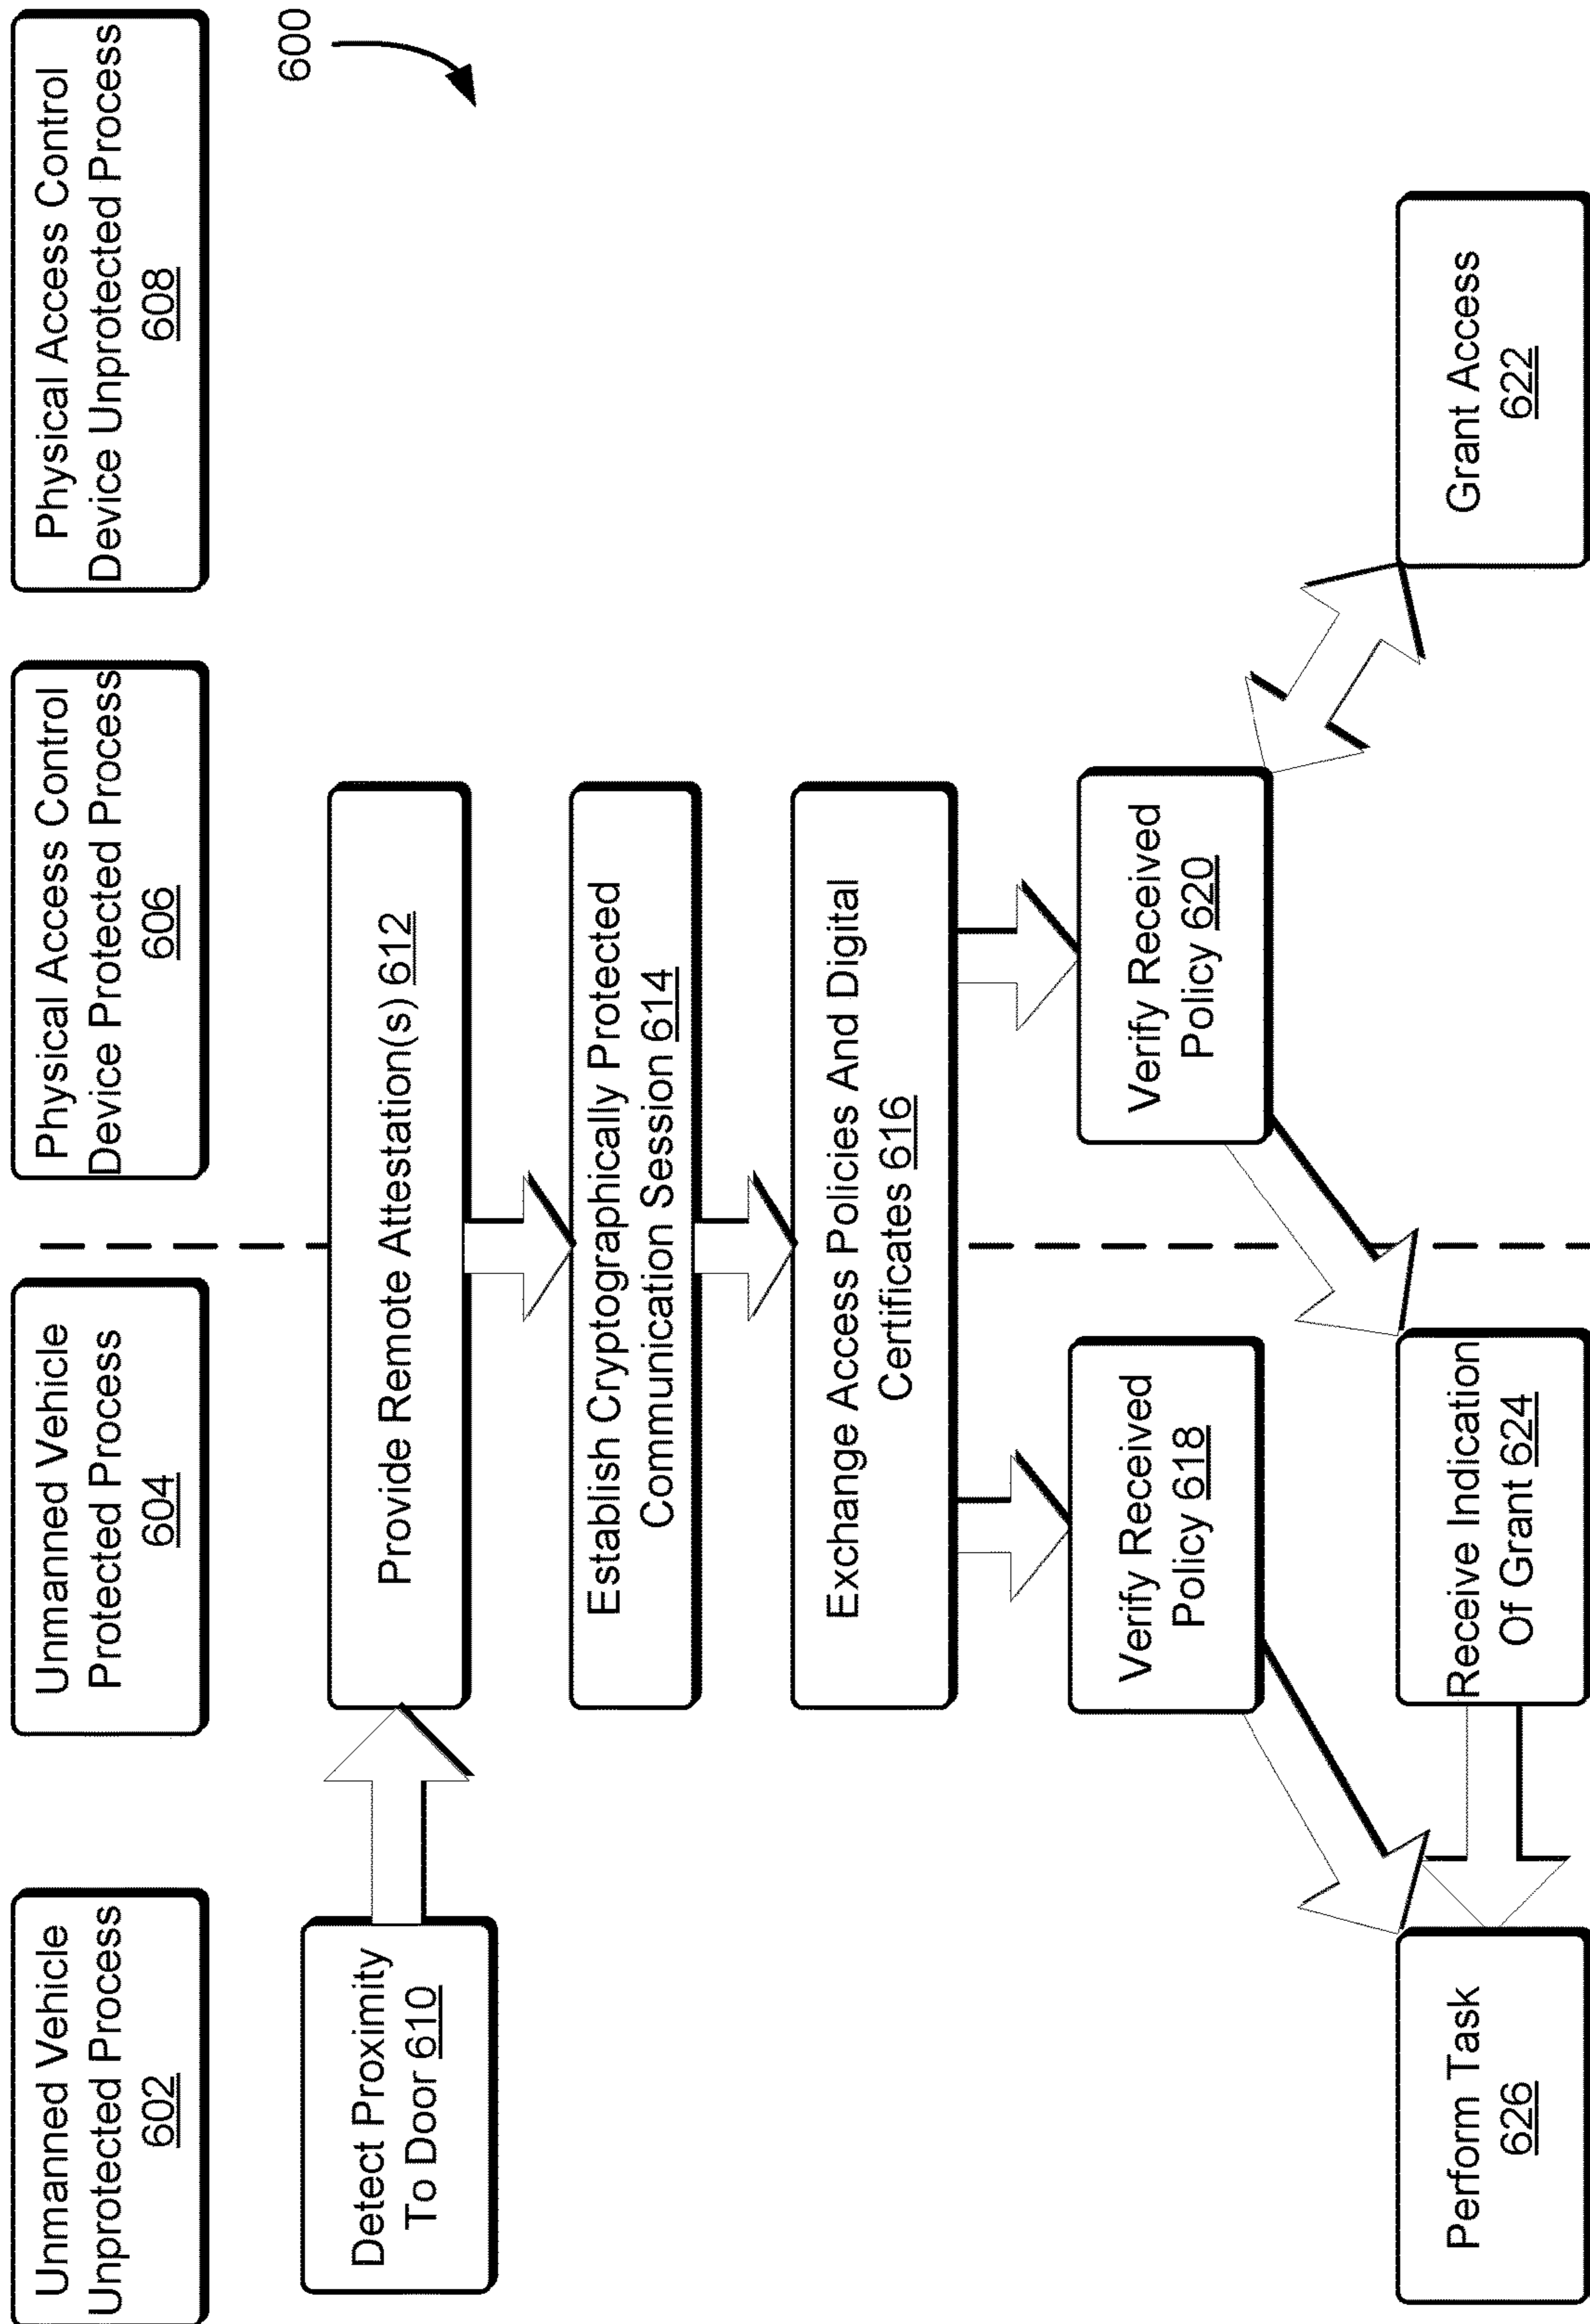 Unmanned Vehicle
Unprotected Process
602
Unmanned Vehicle
Protected Process
604
Physical Access Control
Device Protected Process
606
Physical Access Control
Device Unprotected Process
608
600
Detect Proximity
To Door 610
Provide Remote Attestation(s) 612
Establish Cryptographically Protected
Communication Session 614
Exchange Access Policies And Digital
Certificates 616
Verify Received
Policy 618
Verify Received
Policy 620
Perform Task
626
Receive Indication
Of Grant 624
Grant Access
622